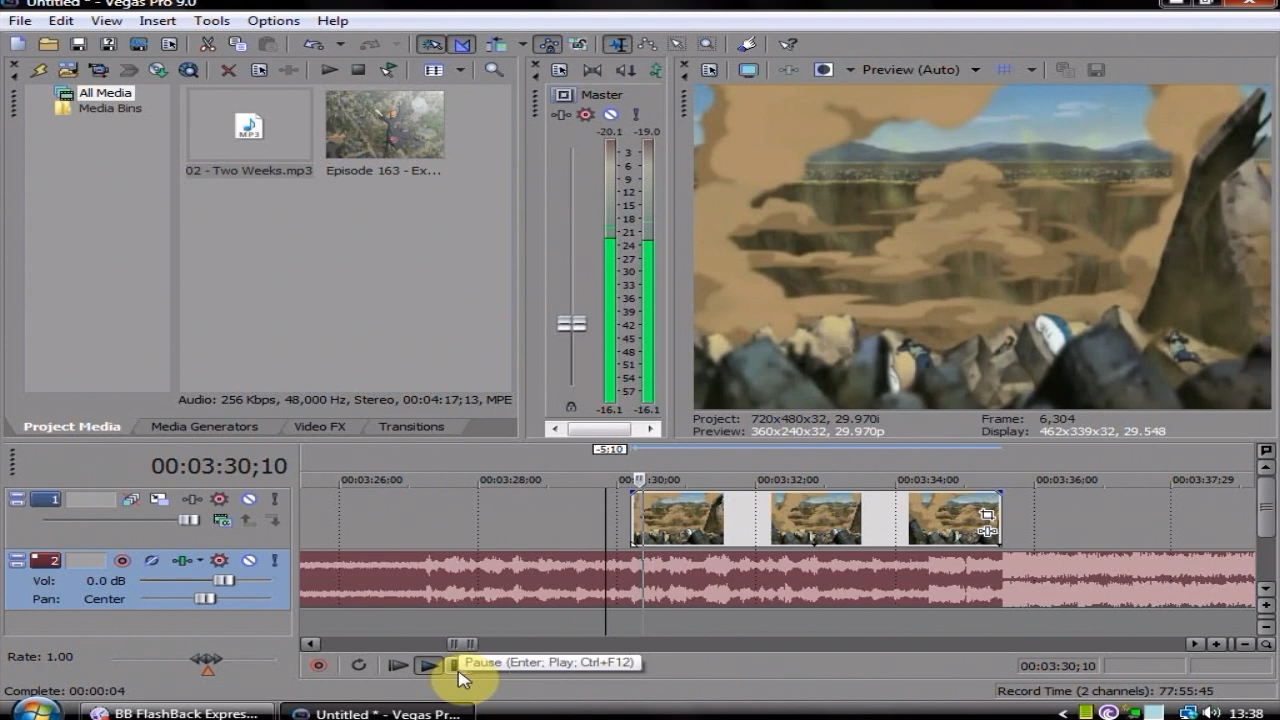 Untitled * - Vegas Pro 9.0
File Edit View Insert Tools Options Help
Preview (Auto)
All Media
Media Bins
MP3
02 - Two Weeks.mp3
Episode 163 - Ex...
Master
-20.1 -19.0
3
6
9
12
15
18
21
24
27
30
33
36
39
42
45
48
51
54
57
-16.1 -16.1
Audio: 256 Kbps, 48,000 Hz, Stereo, 00:04:17;13, MPE
Project Media Media Generators Video FX Transitions
Project: 720x480x32, 29.970i
Frame: 6,304
Preview: 360x240x32, 29.970p
Display: 462x339x32, 29.548
-5:10
00:03:30;10
00:03:26:00 00:03:28:00 00:03:30:00 00:03:32:00 00:03:34:00 00:03:36:00 00:03:37:29
1
2
Vol: 0.0 dB
Pan: Center
Rate: 1.00
Pause (Enter; Play; Ctrl+F12)
00:03:30;10
Complete: 00:00:04
Record Time (2 channels): 77:55:45
BB FlashBack Expres...
Untitled * - Vegas Pr...
13:38